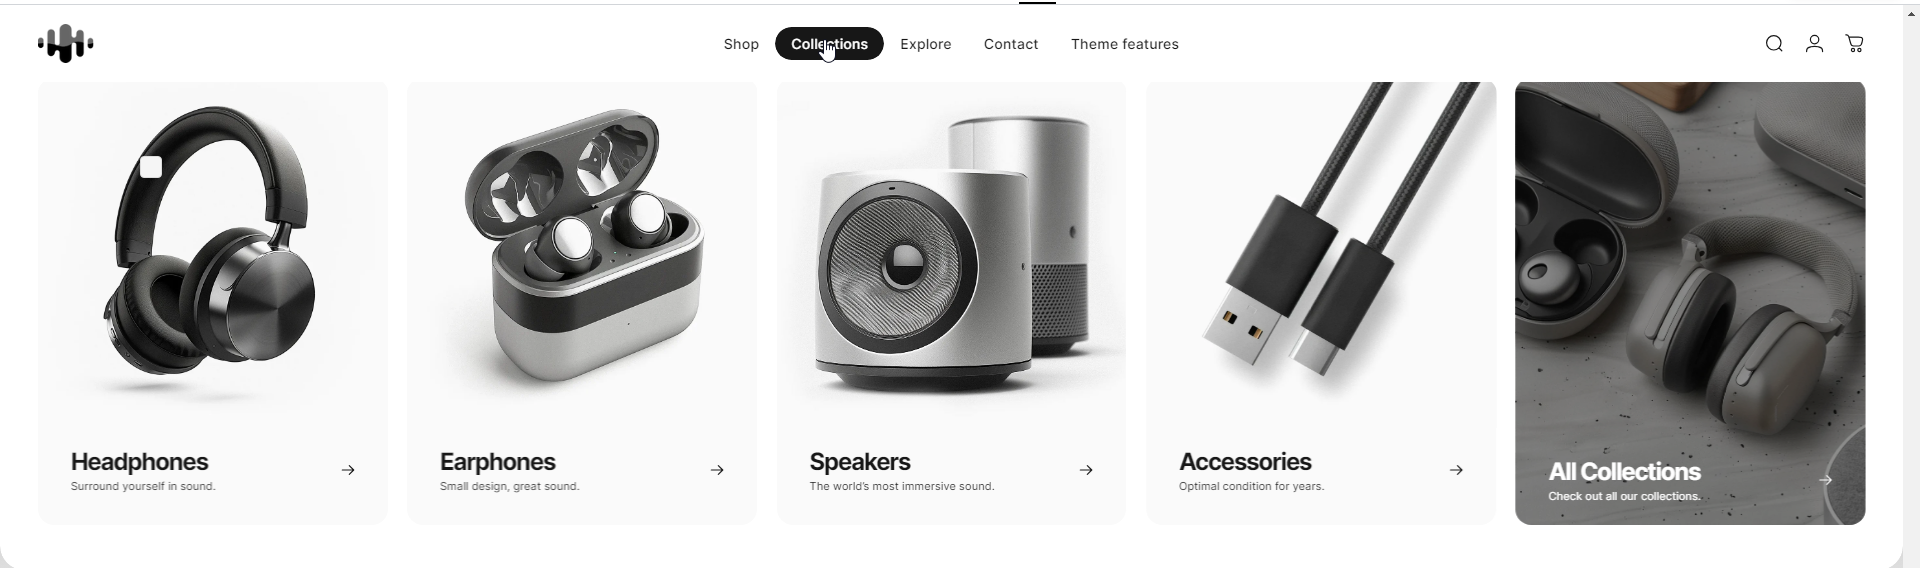 Shop Collections Explore Contact Theme features
Headphones
Surround yourself in sound.
Earphones
Small design, great sound.
Speakers
The world's most immersive sound.
Accessories
Optimal condition for years.
All Collections
Check out all our collections.